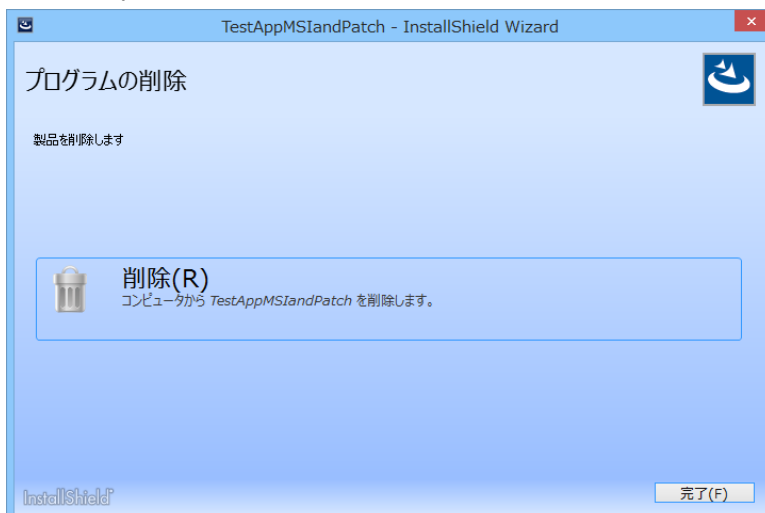 TestAppMSIandPatch - InstallShield Wizard
プログラムの削除
製品を削除します
削除(R)
コンピュータから TestAppMSIandPatch を削除します。
InstallShield
完了(F)